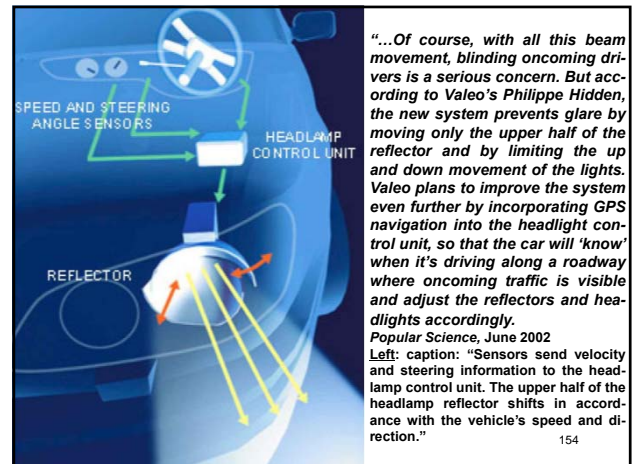 SPEED AND STEERING
ANGLE SENSORS
HEADLAMP
CONTROL UNIT
REFLECTOR
“…Of course, with all this beam
movement, blinding oncoming dri-
vers is a serious concern. But acc-
ording to Valeo’s Philippe Hidden,
the new system prevents glare by
moving only the upper half of the
reflector and by limiting the up
and down movement of the lights.
Valeo plans to improve the system
even further by incorporating GPS
navigation into the headlight con-
trol unit, so that the car will ‘know’
when it’s driving along a roadway
where oncoming traffic is visible
and adjust the reflectors and hea-
dlights accordingly.
Popular Science, June 2002
Left: caption: “Sensors send velocity
and steering information to the head-
lamp control unit. The upper half of the
headlamp reflector shifts in accord-
ance with the vehicle’s speed and di-
rection.”
154